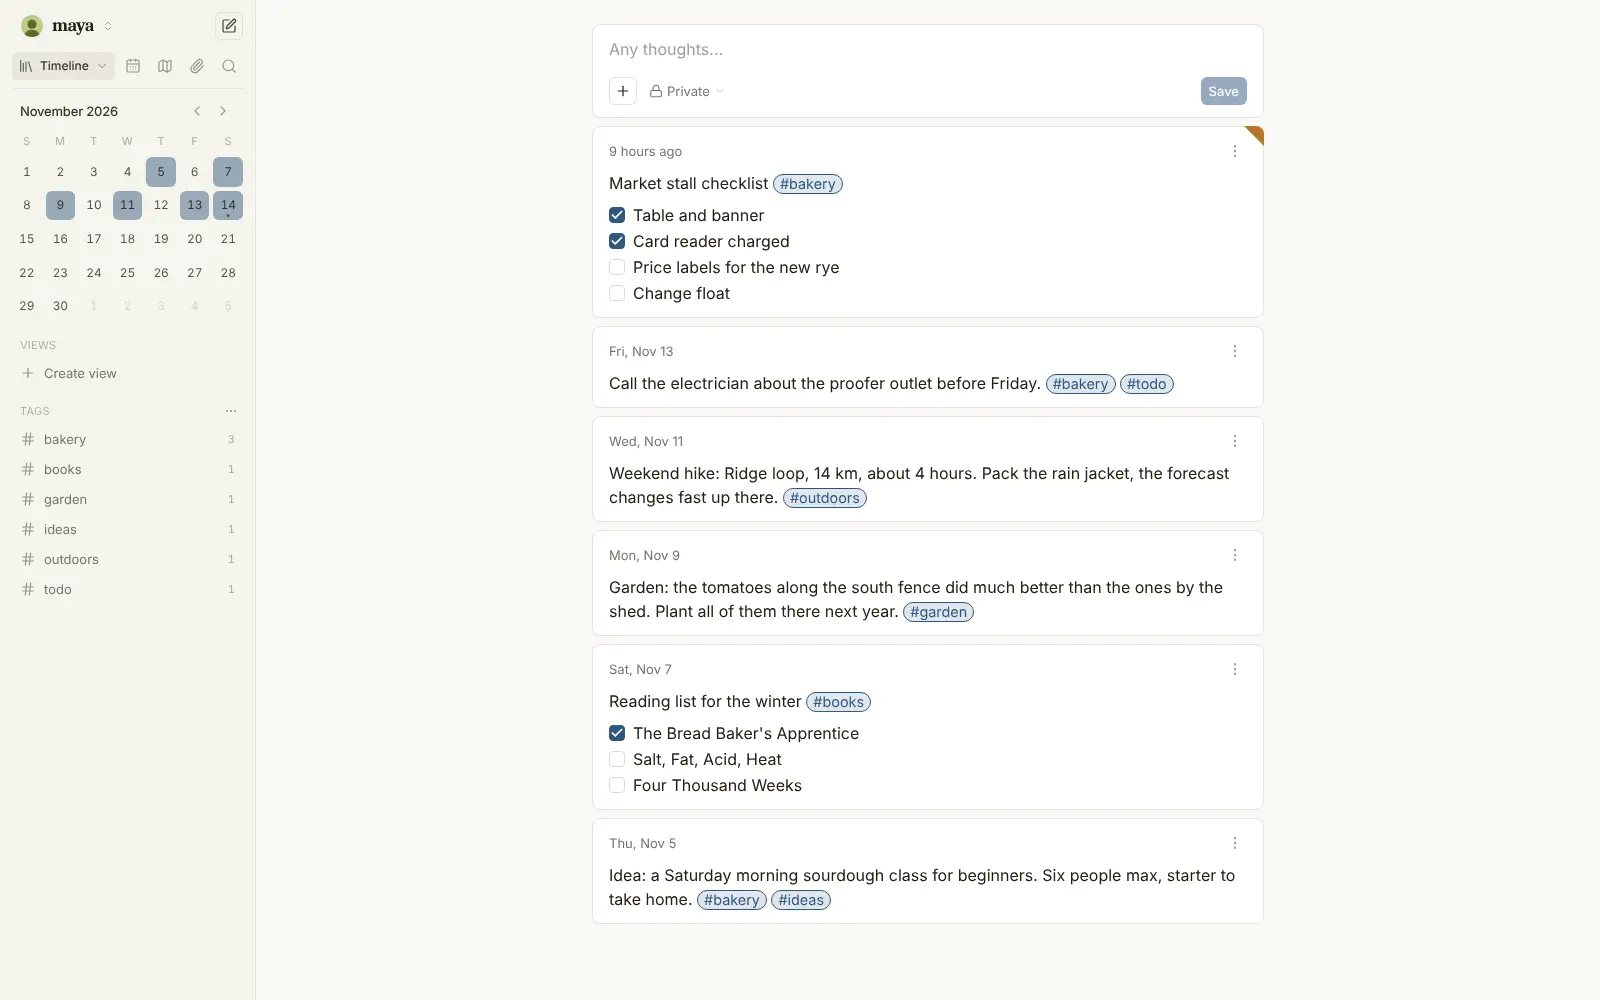 maya
Timeline
November 2026
S M T W T F S
1 2 3 4 5 6 7
8 9 10 11 12 13 14
15 16 17 18 19 20 21
22 23 24 25 26 27 28
29 30 1 2 3 4 5
VIEWS
Create view
TAGS
# bakery 3
# books 1
# garden 1
# ideas 1
# outdoors 1
# todo 1
Any thoughts...
Private
Save
9 hours ago
Market stall checklist #bakery
Table and banner
Card reader charged
Price labels for the new rye
Change float
Fri, Nov 13
Call the electrician about the proofer outlet before Friday. #bakery #todo
Wed, Nov 11
Weekend hike: Ridge loop, 14 km, about 4 hours. Pack the rain jacket, the forecast
changes fast up there. #outdoors
Mon, Nov 9
Garden: the tomatoes along the south fence did much better than the ones by the
shed. Plant all of them there next year. #garden
Sat, Nov 7
Reading list for the winter #books
The Bread Baker's Apprentice
Salt, Fat, Acid, Heat
Four Thousand Weeks
Thu, Nov 5
Idea: a Saturday morning sourdough class for beginners. Six people max, starter to
take home. #bakery #ideas